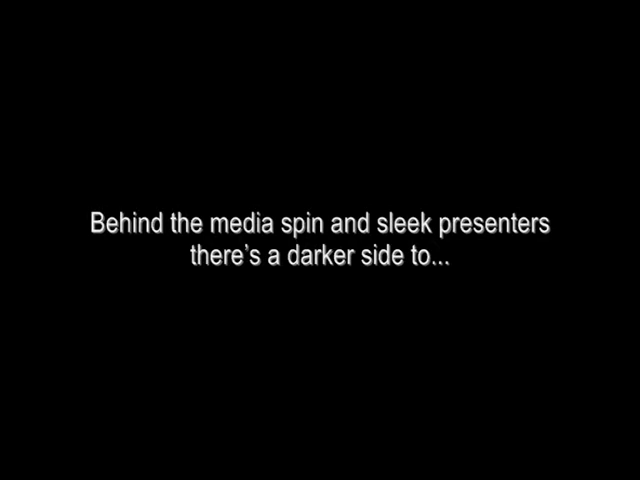 Behind the media spin and sleek presenters
there’s a darker side to...